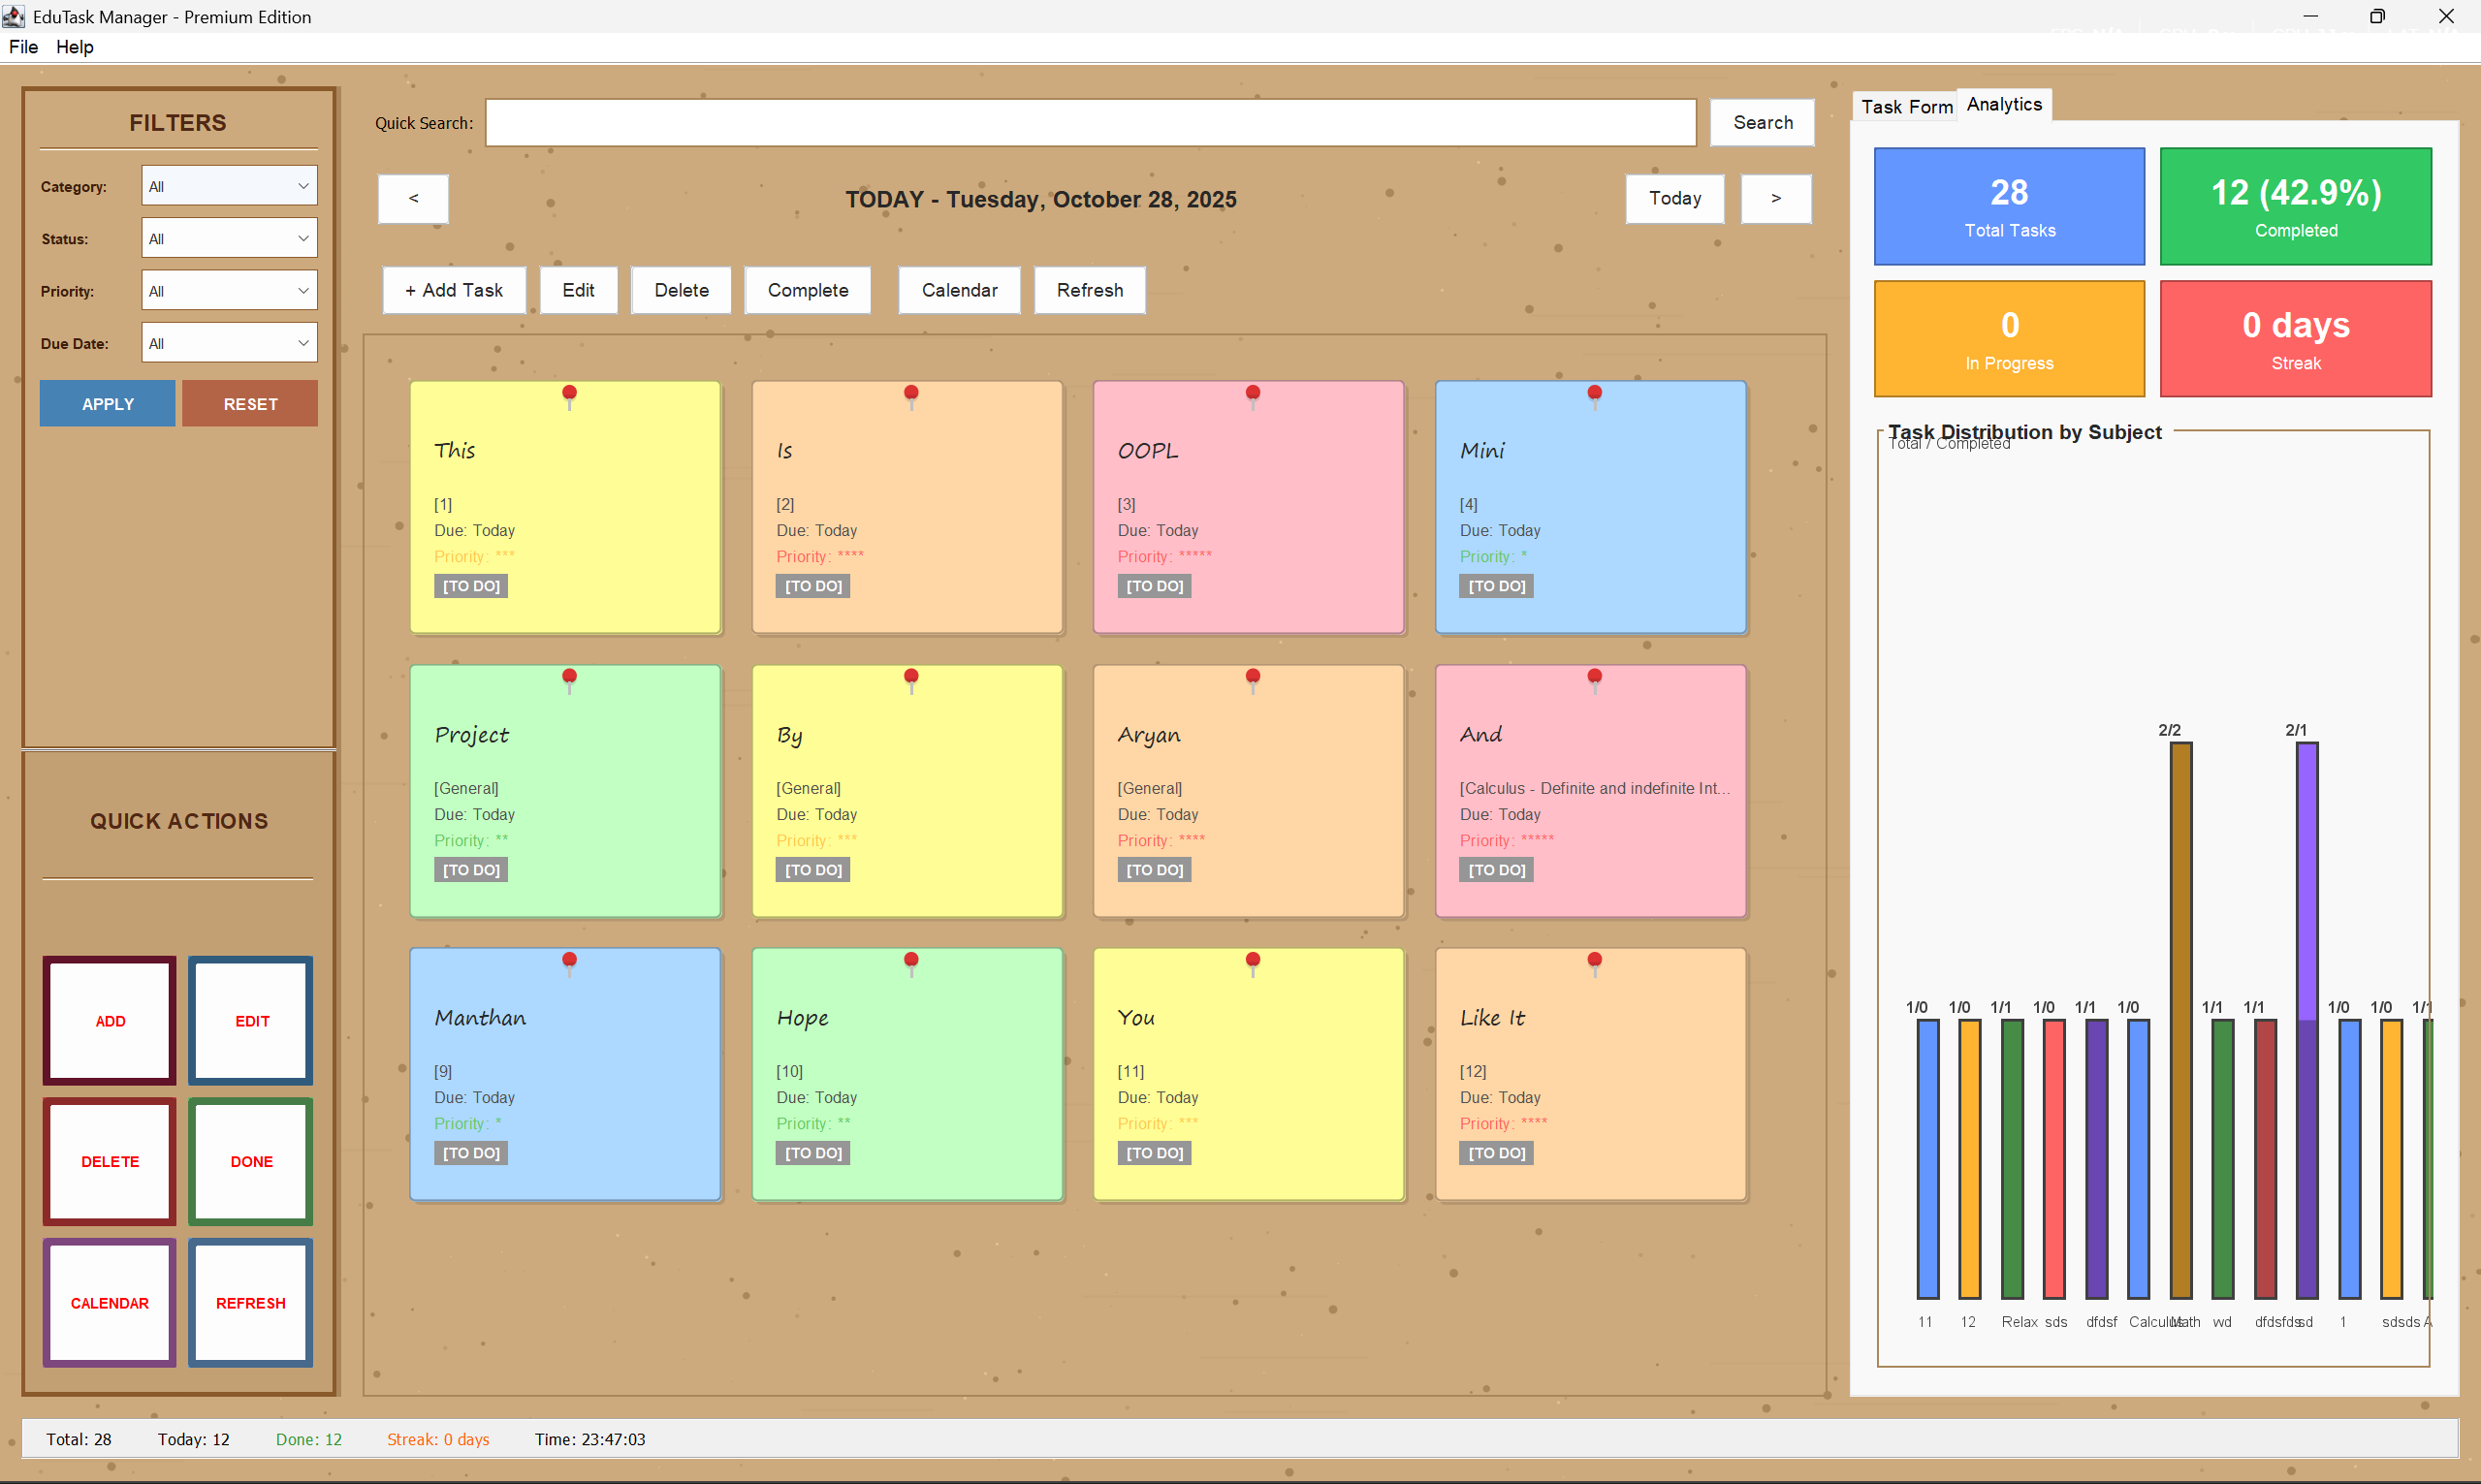 EduTask Manager - Premium Edition
File Help
FILTERS
Category: All
Status: All
Priority: All
Due Date: All
APPLY RESET
QUICK ACTIONS
ADD EDIT
DELETE DONE
CALENDAR REFRESH
Quick Search: Search
< TODAY - Tuesday, October 28, 2025 Today >
+ Add Task Edit Delete Complete Calendar Refresh
This
[1]
Due: Today
Priority: ***
[TO DO]
Is
[2]
Due: Today
Priority: ****
[TO DO]
OOPL
[3]
Due: Today
Priority: *****
[TO DO]
Mini
[4]
Due: Today
Priority: *
[TO DO]
Project
[General]
Due: Today
Priority: **
[TO DO]
By
[General]
Due: Today
Priority: ***
[TO DO]
Aryan
[General]
Due: Today
Priority: ****
[TO DO]
And
[Calculus - Definite and indefinite Int...
Due: Today
Priority: *****
[TO DO]
Manthan
[9]
Due: Today
Priority: *
[TO DO]
Hope
[10]
Due: Today
Priority: **
[TO DO]
You
[11]
Due: Today
Priority: ***
[TO DO]
Like It
[12]
Due: Today
Priority: ****
[TO DO]
Task Form Analytics
28
Total Tasks
12 (42.9%)
Completed
0
In Progress
0 days
Streak
Task Distribution by Subject
Total / Completed
2/2 2/1
1/0 1/0 1/1 1/0 1/1 1/0 1/1 1/1 1/0 1/0 1/1
11 12 Relax sds dfdsf Calculus Math wd dfdsfds sd 1 sdsds A
Total: 28 Today: 12 Done: 12 Streak: 0 days Time: 23:47:03